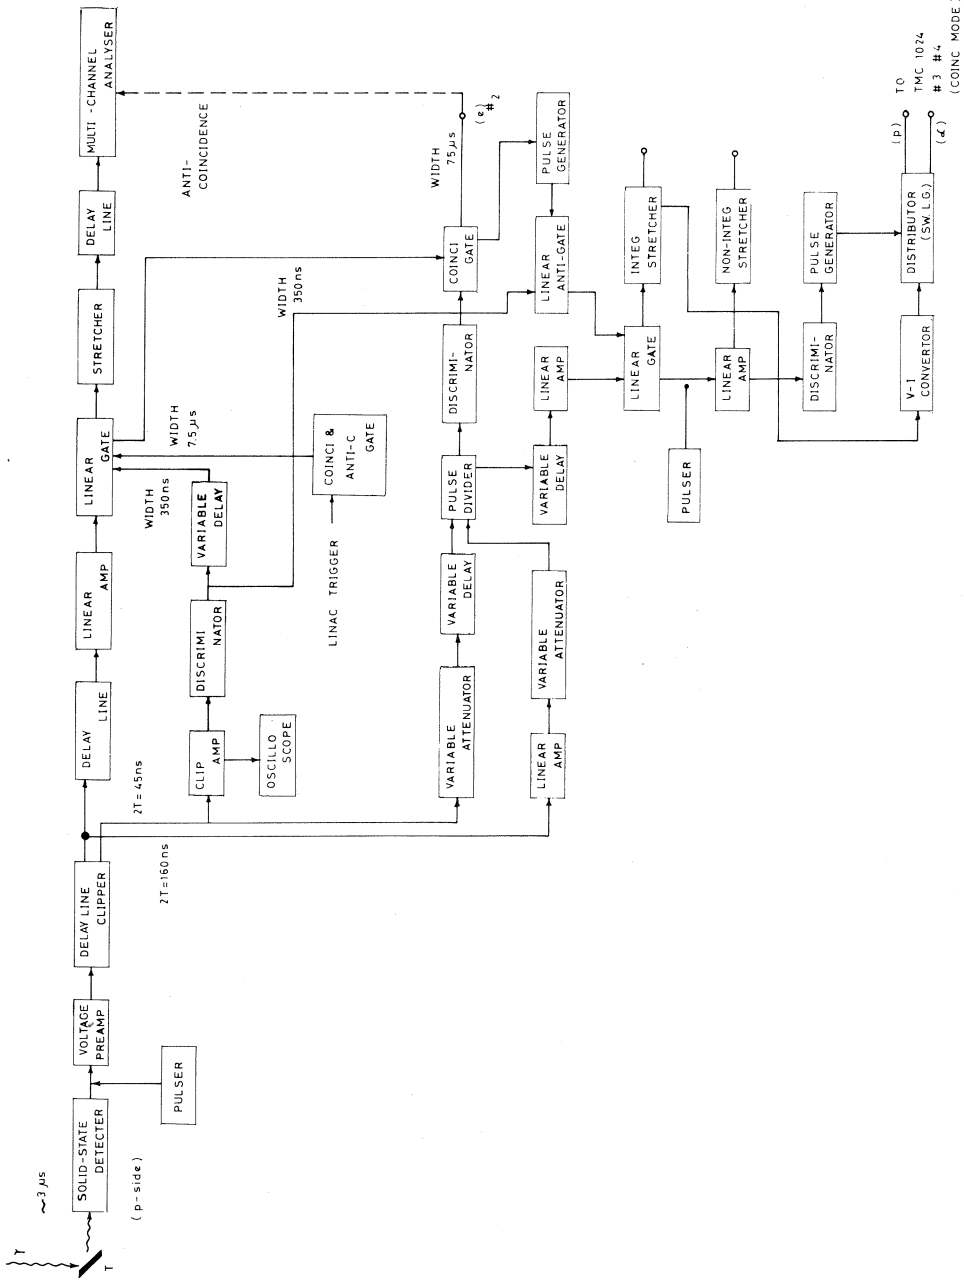 γ
T
~3 µs
SOLID-STATE
DETECTER
(p-side)
PULSER
VOLTAGE
PREAMP
DELAY LINE
CLIPPER
2T=160ns
2T=45ns
DELAY
LINE
LINEAR
AMP
LINEAR
GATE
STRETCHER
DELAY
LINE
MULTI-CHANNEL
ANALYSER
ANTI-
COINCIDENCE
CLIP
AMP
OSCILLO
SCOPE
DISCRIMI
NATOR
VARIABLE
DELAY
WIDTH
350ns
WIDTH
7.5 µs
LINAC TRIGGER
COINCI &
ANTI-C
GATE
WIDTH
350ns
VARIABLE
ATTENUATOR
VARIABLE
DELAY
PULSE
DIVIDER
DISCRIMI-
NATOR
COINCI
GATE
WIDTH
75 µs
(e)
#2
LINEAR
AMP
VARIABLE
ATTENUATOR
VARIABLE
DELAY
LINEAR
AMP
LINEAR
ANTI-GATE
PULSE
GENERATOR
LINEAR
GATE
INTEG
STRETCHER
PULSER
LINEAR
AMP
NON-INTEG
STRETCHER
DISCRIMI-
NATOR
PULSE
GENERATOR
V-1
CONVERTOR
DISTRIBUTOR
(SW. L.G.)
(p)
(α)
TO
TMC 1024
#3 #4
(COINC MODE)